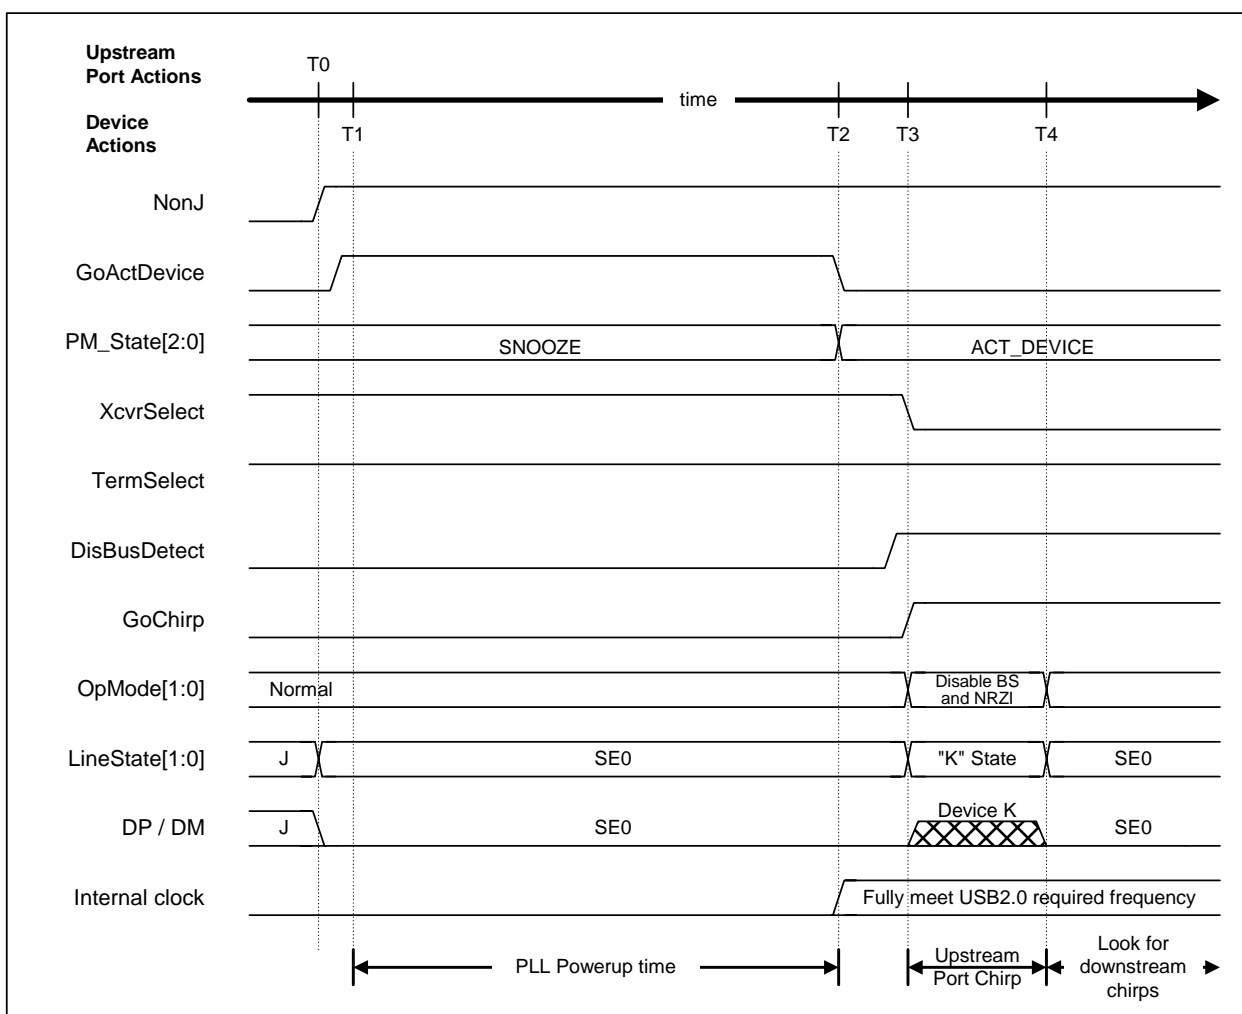 Upstream
Port Actions
T0
time
Device
Actions
T1
T2
T3
T4
NonJ
GoActDevice
PM_State[2:0]
SNOOZE
ACT_DEVICE
XcvrSelect
TermSelect
DisBusDetect
GoChirp
OpMode[1:0]
Normal
Disable BS
and NRZI
LineState[1:0]
J
SE0
"K" State
SE0
DP / DM
J
SE0
Device K
SE0
Internal clock
Fully meet USB2.0 required frequency
PLL Powerup time
Upstream
Port Chirp
Look for
downstream
chirps